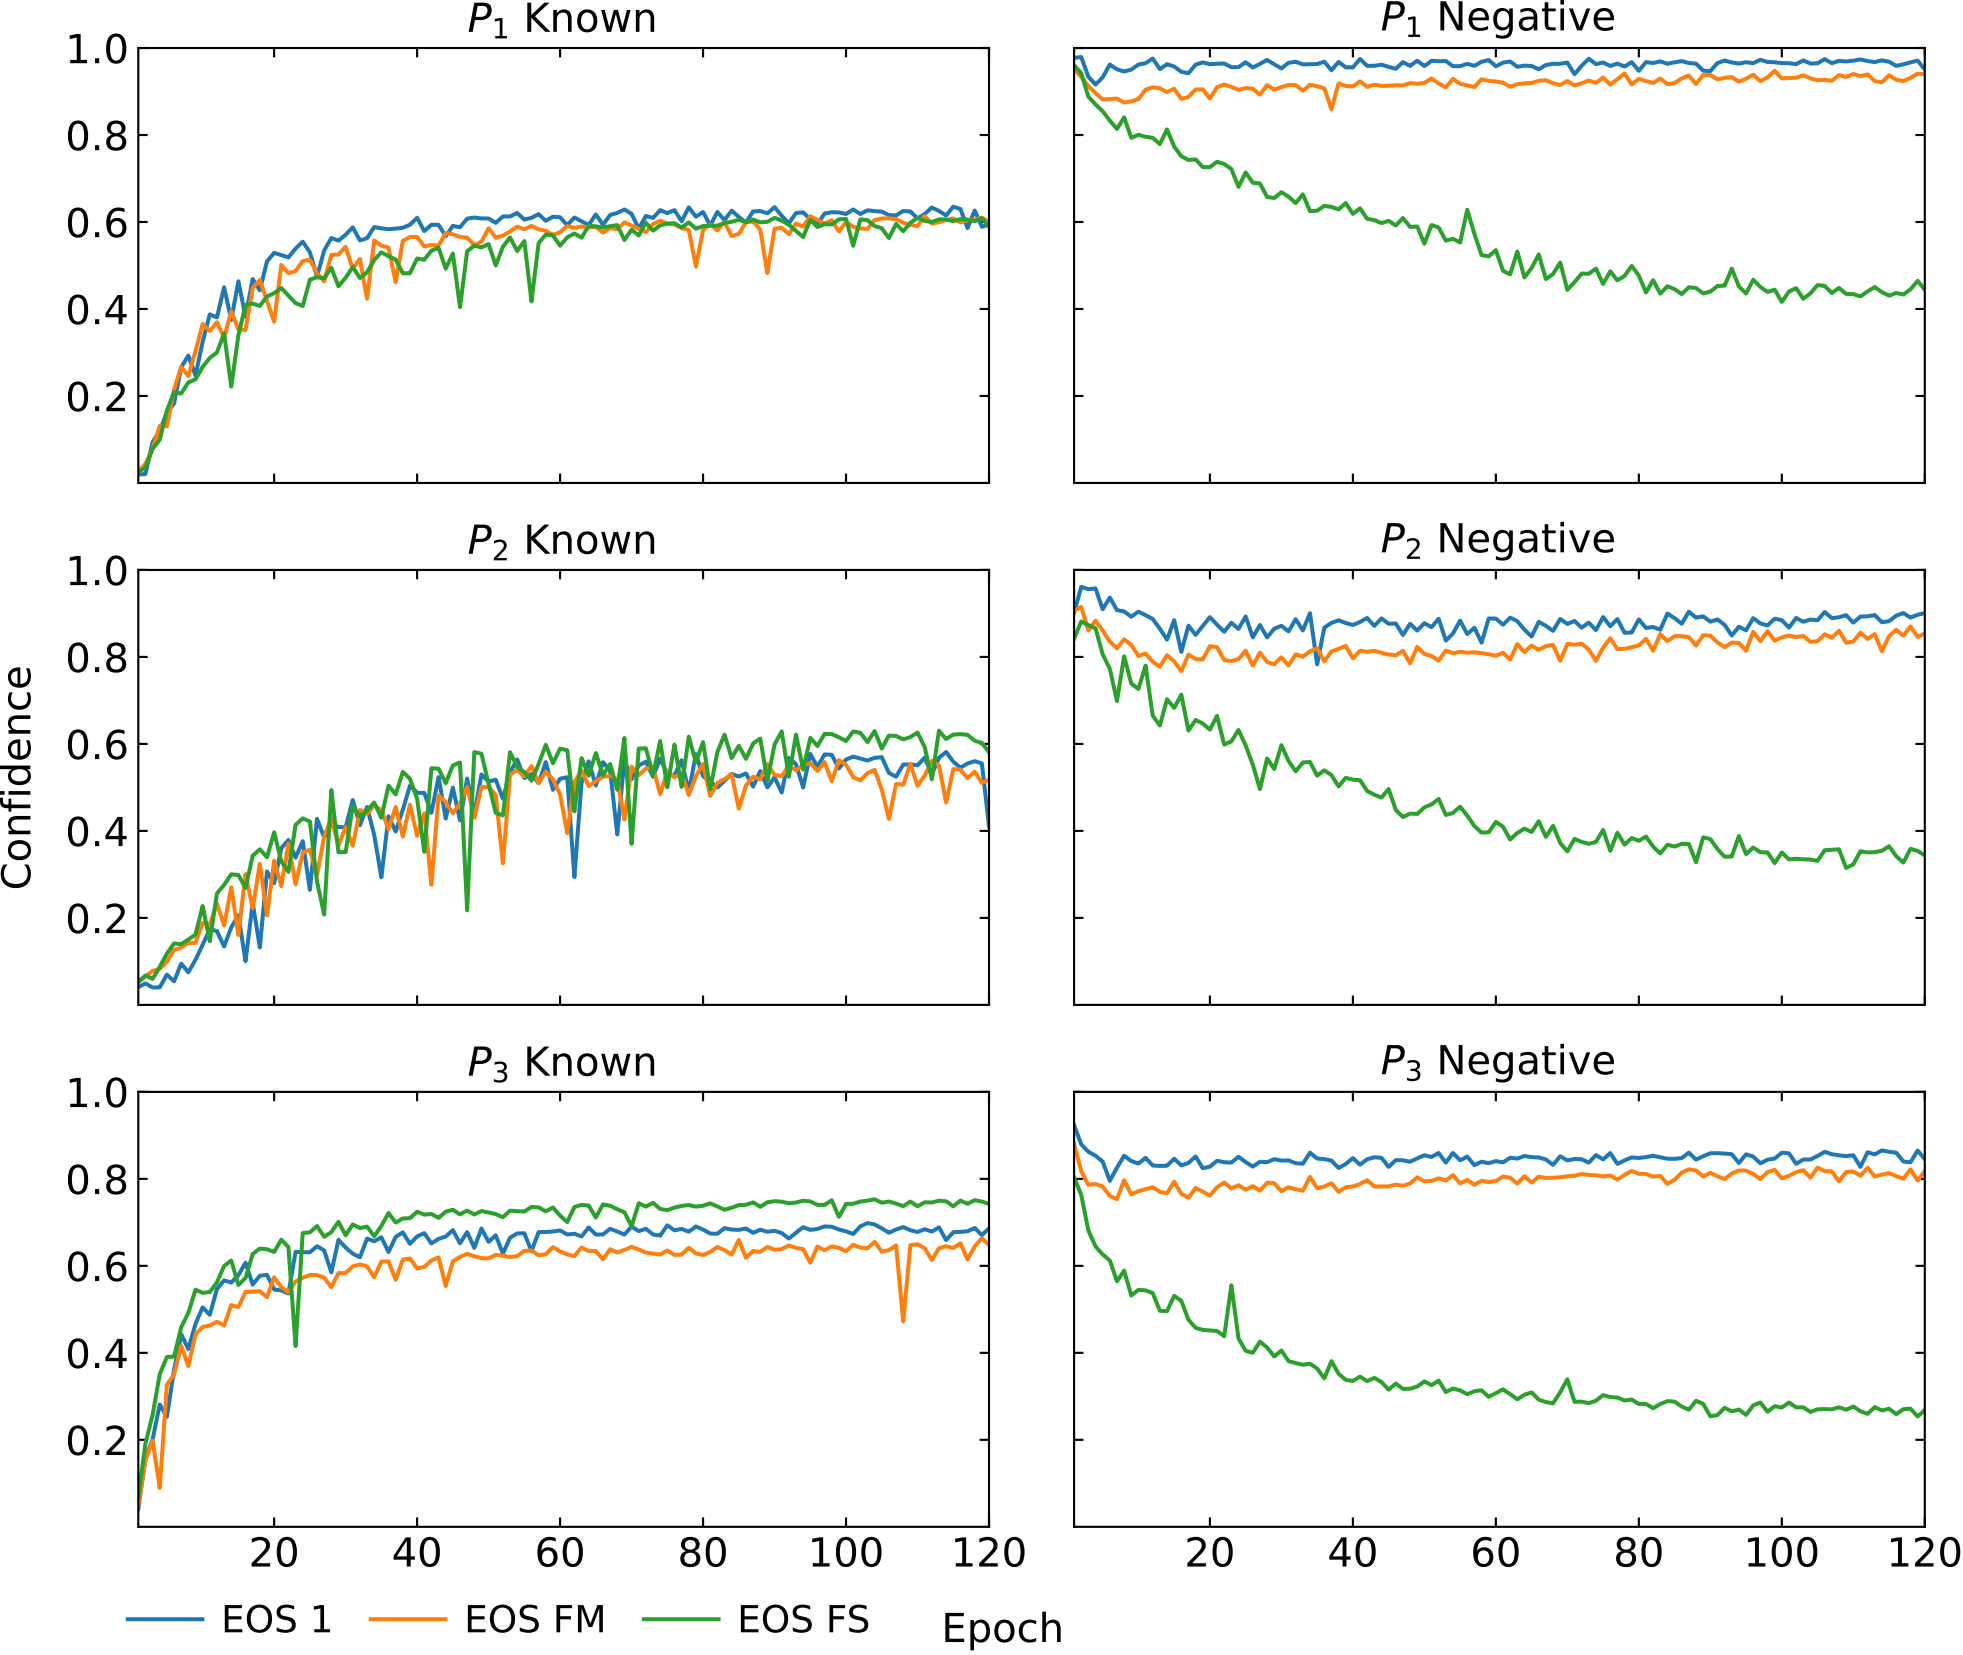 P1 Known
P1 Negative
1.0
0.8
0.6
0.4
0.2
P2 Known
P2 Negative
1.0
0.8
0.6
0.4
0.2
Confidence
P3 Known
P3 Negative
1.0
0.8
0.6
0.4
0.2
20 40 60 80 100 120
20 40 60 80 100 120
EOS 1 EOS FM EOS FS
Epoch